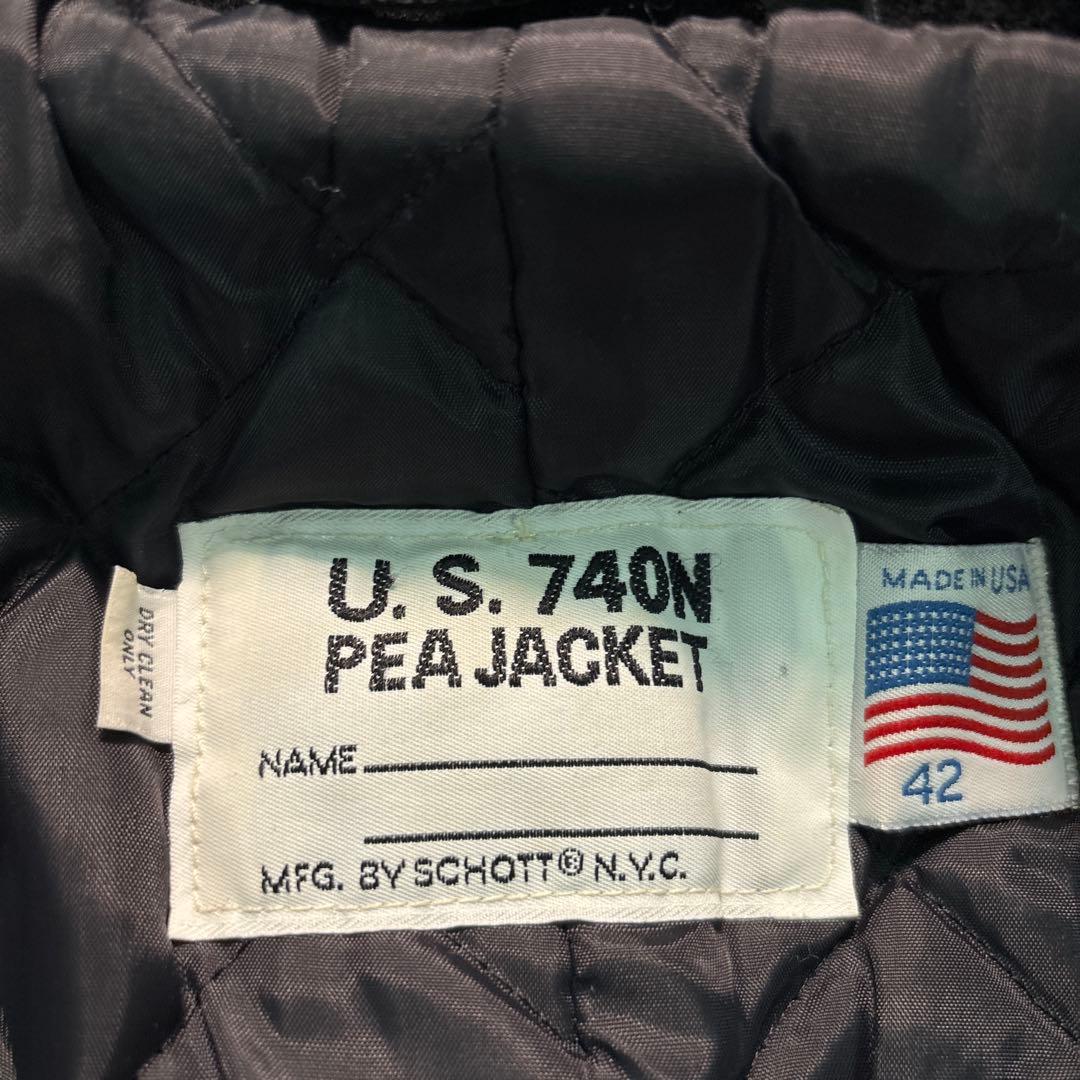 U. S. 740N
PEA JACKET
NAME
MFG. BY SCHOTT® N.Y.C.
DRY CLEAN
ONLY
MADE IN USA
42